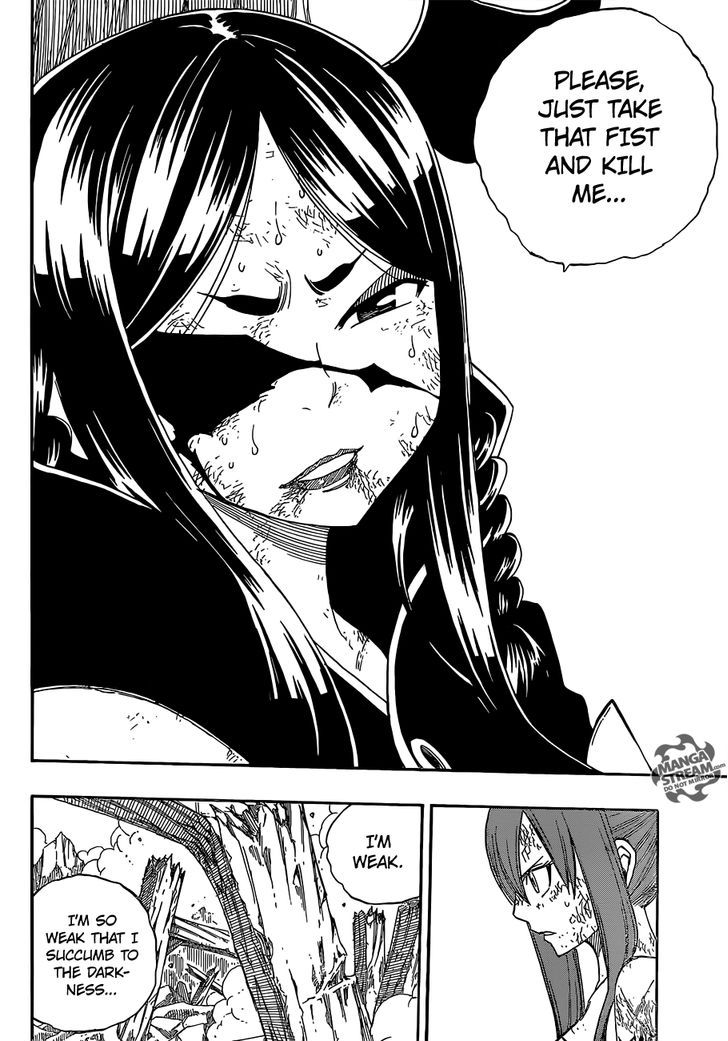 PLEASE,
JUST TAKE
THAT FIST
AND KILL
ME...
MANGA
STREAM.com
DO NOT MIRROR
I'M
WEAK.
I'M SO
WEAK THAT I
SUCCUMB TO
THE DARK-
NESS...